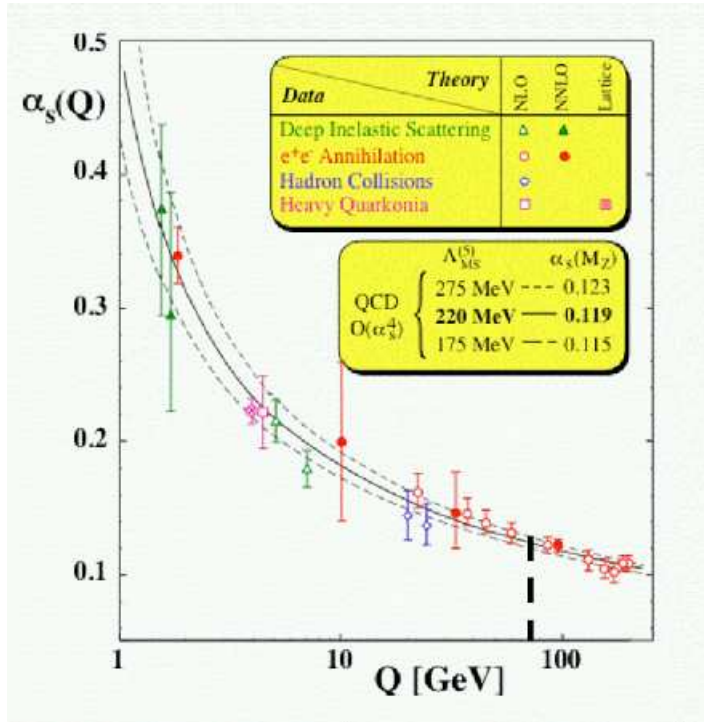 0.5
αs(Q)
0.4
0.3
0.2
0.1
Theory
Data
NLO
NNLO
Lattice
Deep Inelastic Scattering
e+e- Annihilation
Hadron Collisions
Heavy Quarkonia
Λ(5)MS αs(MZ)
QCD
O(αs4)
275 MeV 0.123
220 MeV 0.119
175 MeV 0.115
1 10 100
Q [GeV]